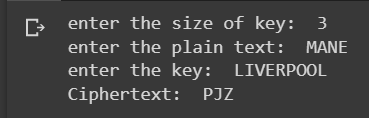 enter the size of key:  3
enter the plain text:  MANE
enter the key:  LIVERPOOL
Ciphertext:  PJZ